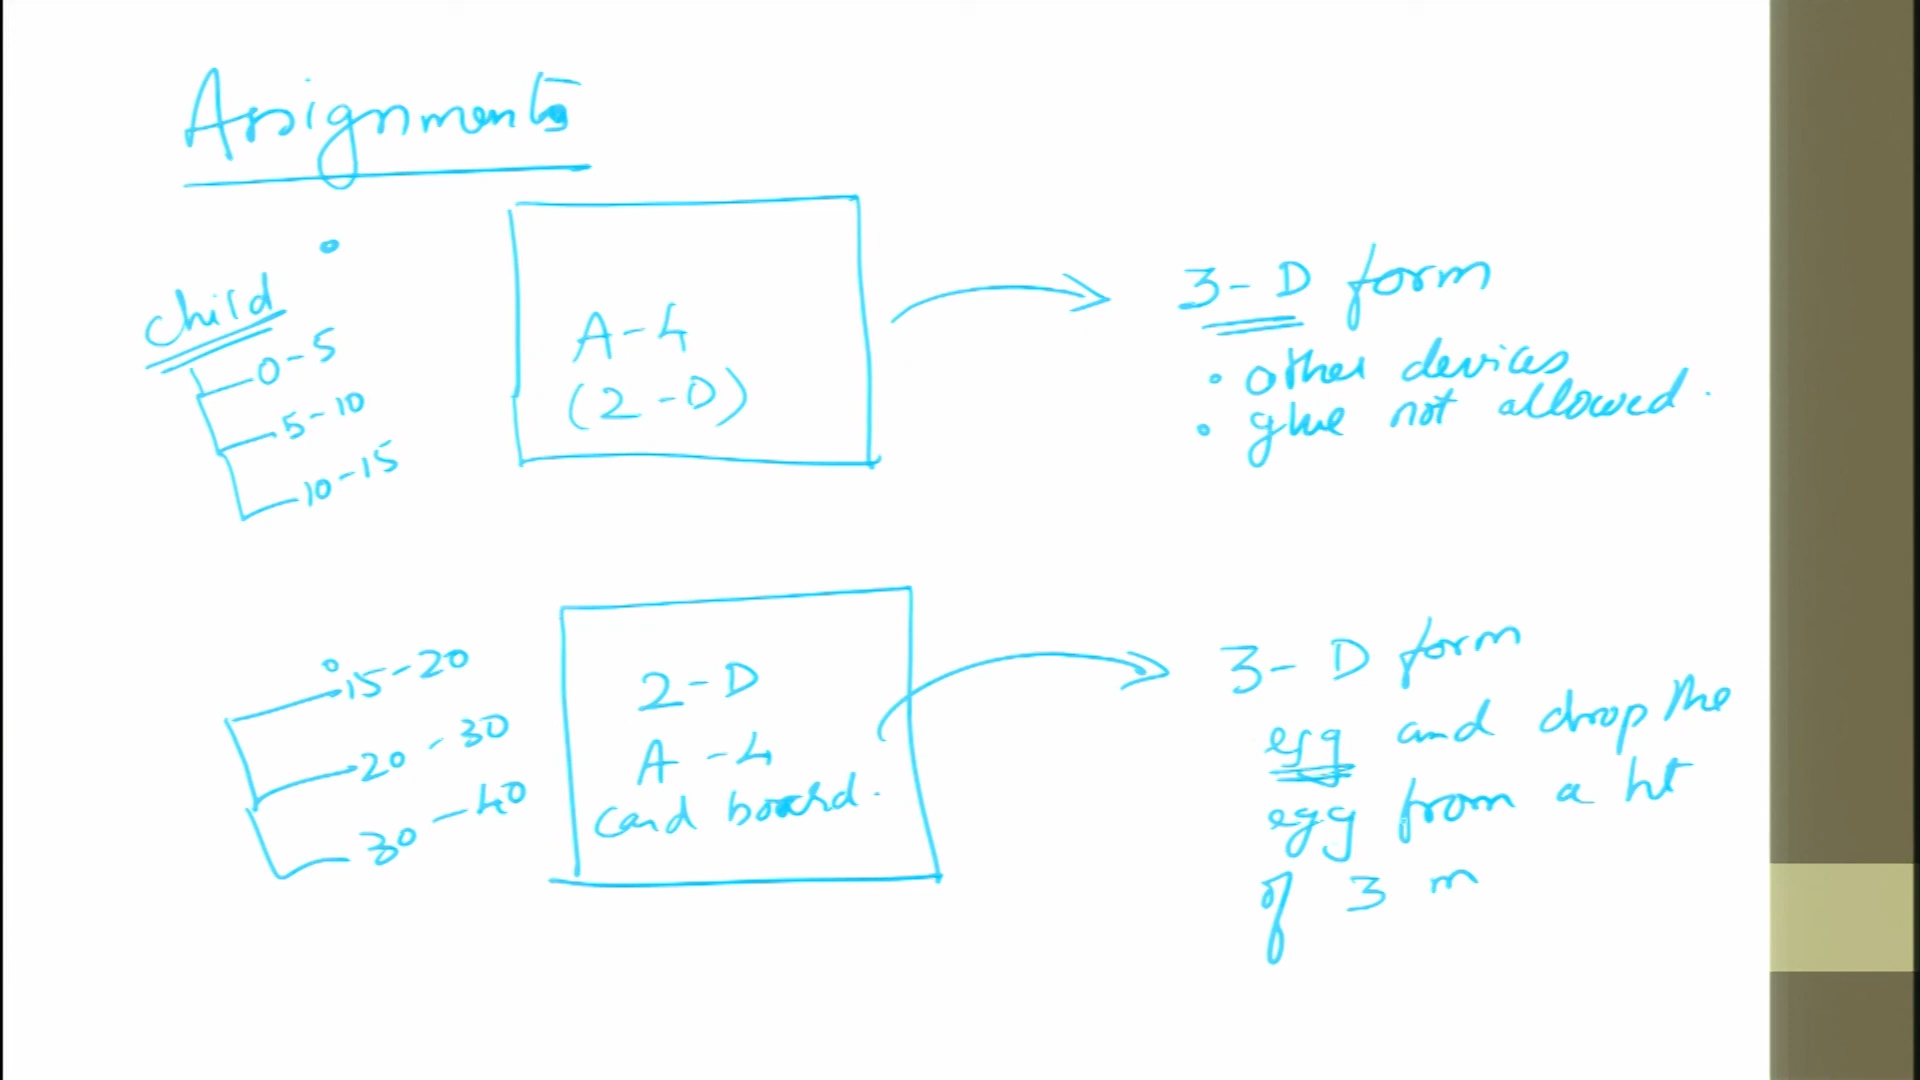 Assignments
Child
0-5
5-10
10-15
A-4
(2-D)
3-D form
• other devices
• glue not allowed.
15-20
20-30
30-40
2-D
A-4
card board.
3-D form
egg and drop the
egg from a ht
of 3 m